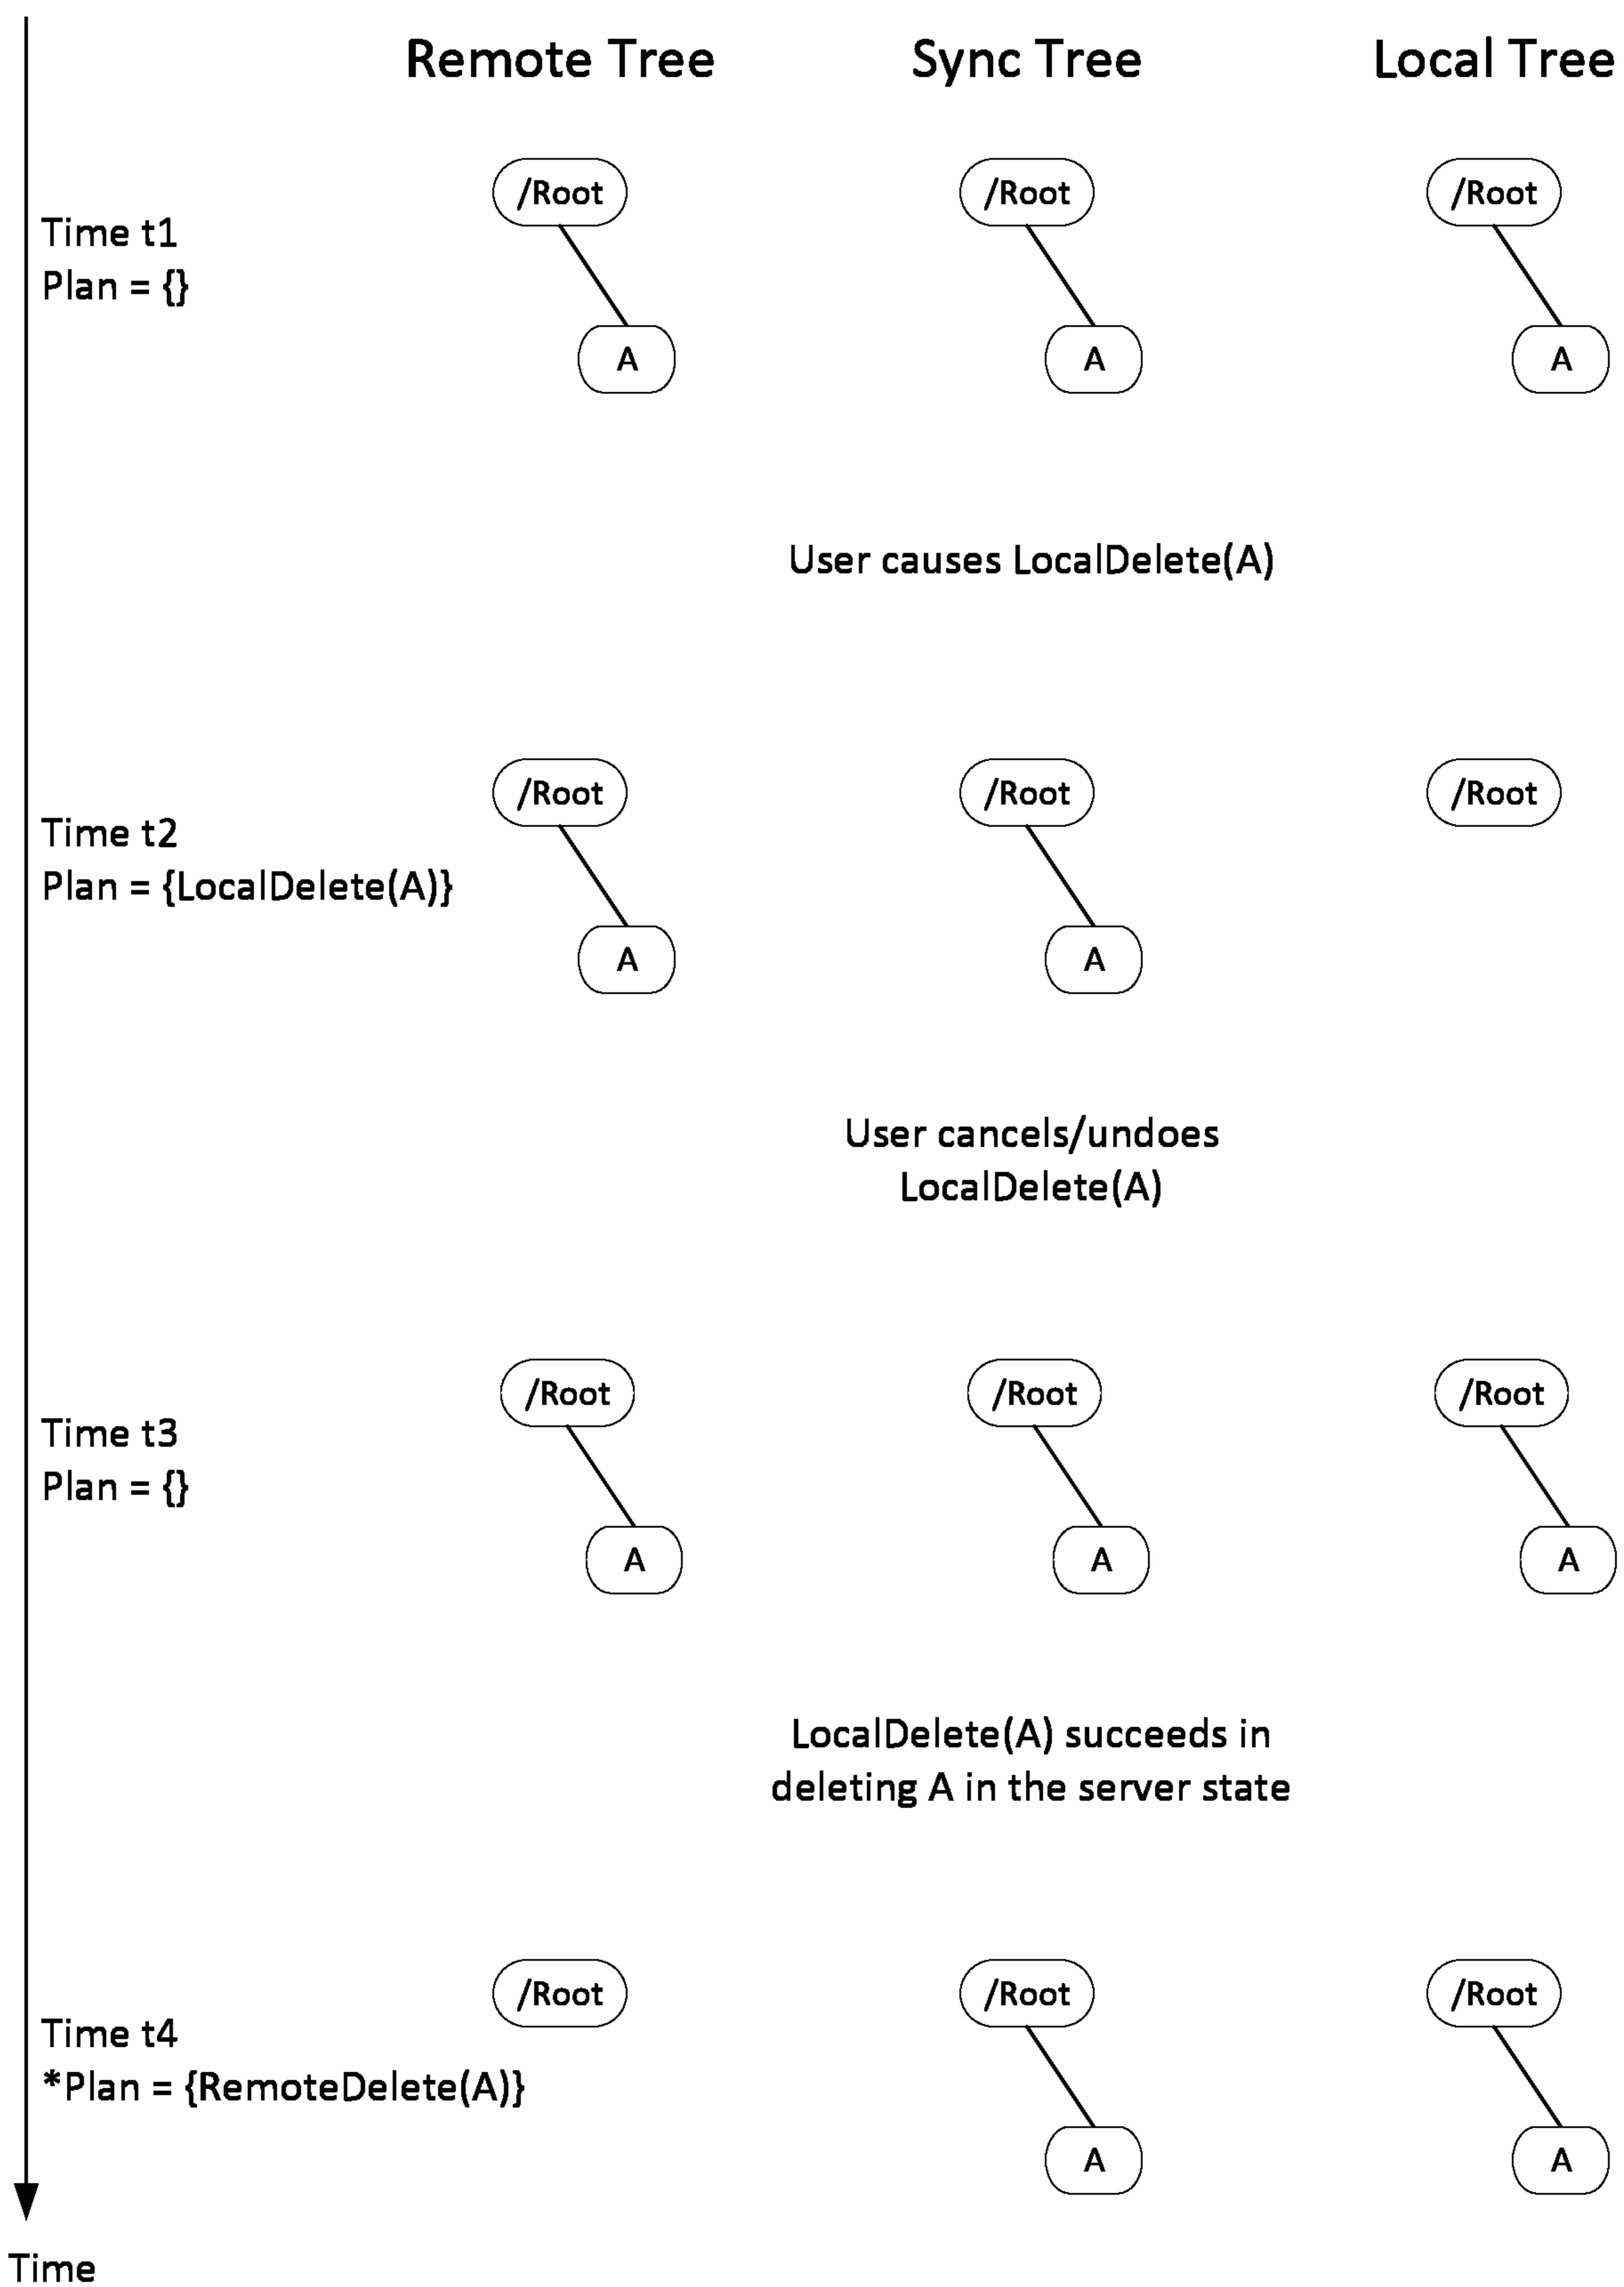 Remote Tree
Sync Tree
Local Tree
/Root
/Root
/Root
Time t1
Plan = {}
A
A
A
User causes LocalDelete(A)
/Root
/Root
/Root
Time t2
Plan = {LocalDelete(A)}
A
A
User cancels/undoes
LocalDelete(A)
/Root
/Root
/Root
Time t3
Plan = {}
A
A
A
LocalDelete(A) succeeds in
deleting A in the server state
/Root
/Root
/Root
Time t4
*Plan = {RemoteDelete(A)}
A
A
Time